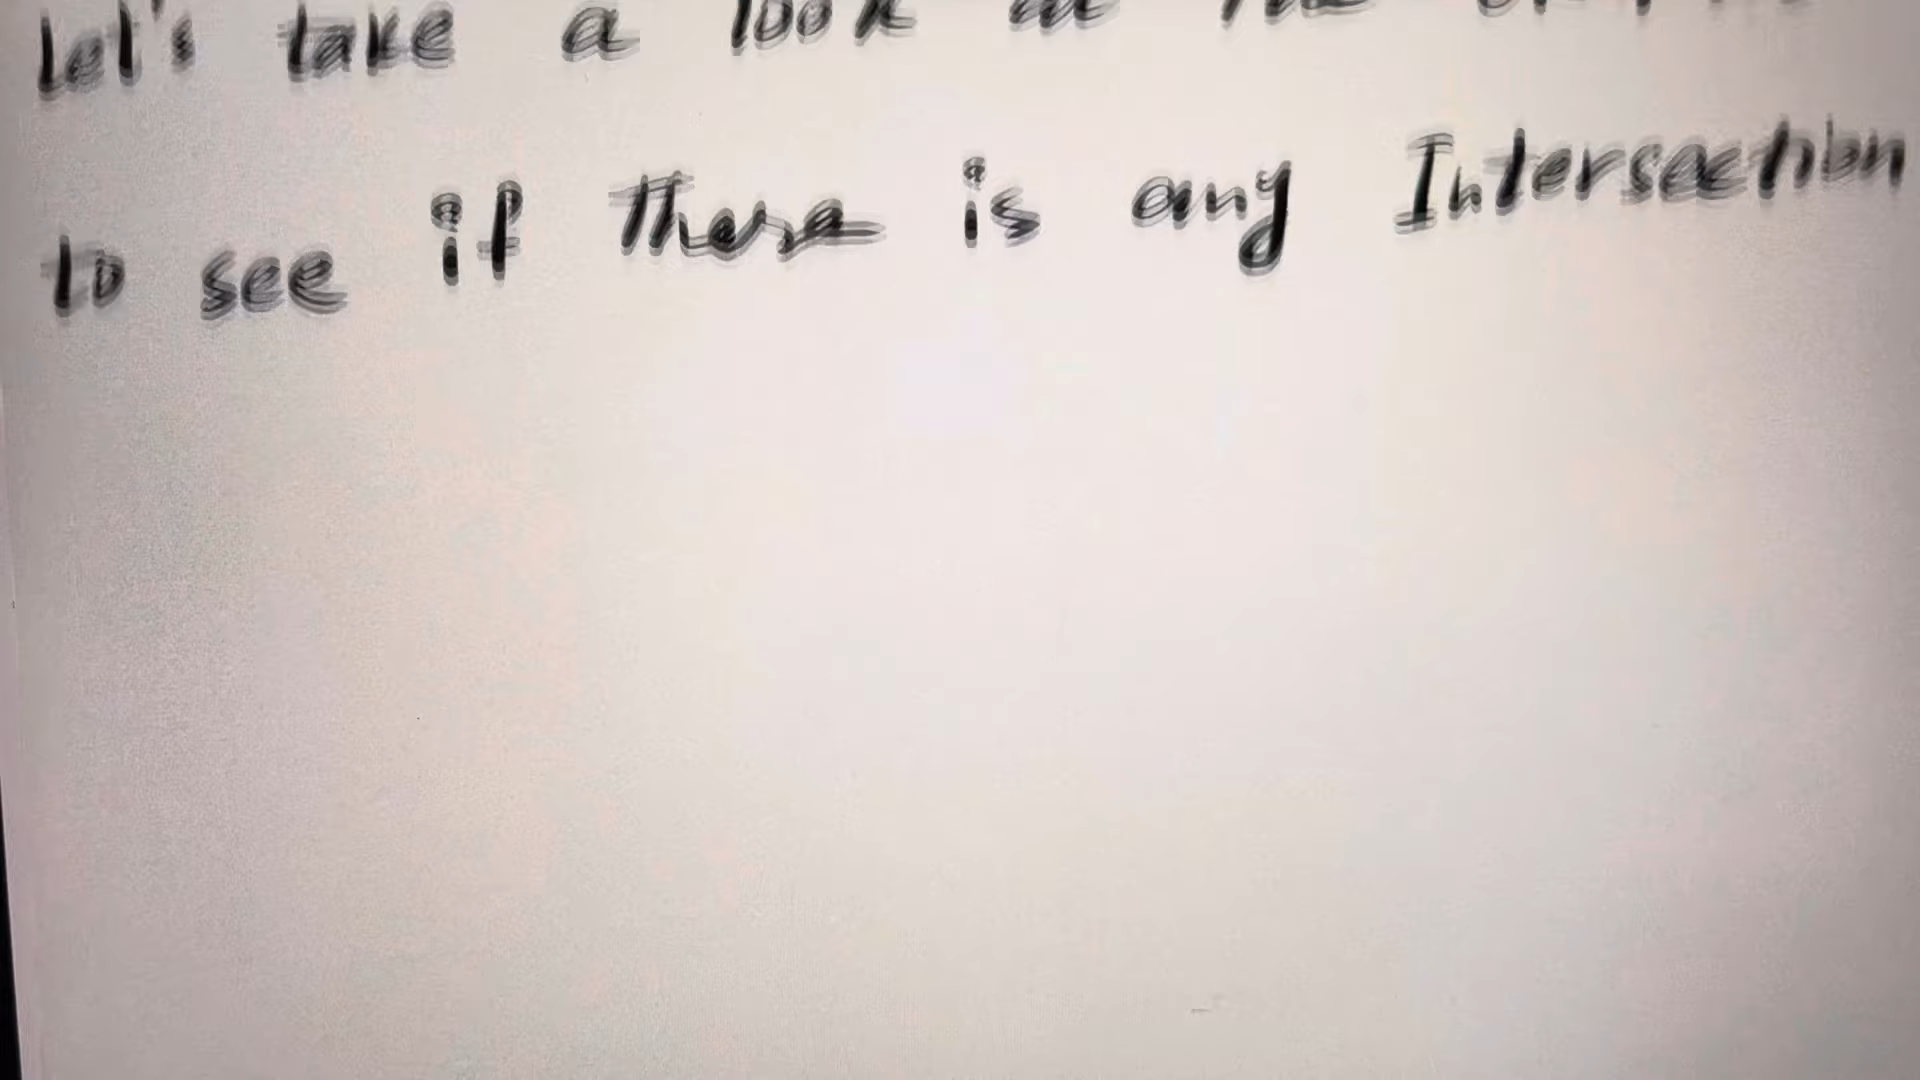 let's take a look at the
to see if there is any Intersection